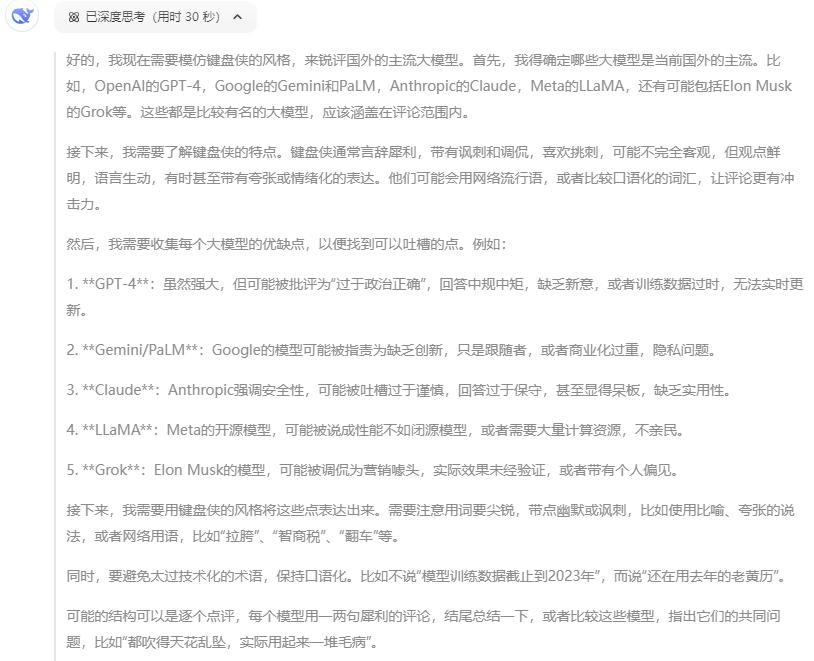 已深度思考（用时 30 秒）
好的，我现在需要模仿键盘侠的风格，来锐评国外的主流大模型。首先，我得确定哪些大模型是当前国外的主流。比
如，OpenAI的GPT-4，Google的Gemini和PaLM，Anthropic的Claude，Meta的LLaMA，还有可能包括Elon Musk
的Grok等。这些都是比较有名的大模型，应该涵盖在评论范围内。
接下来，我需要了解键盘侠的特点。键盘侠通常言辞犀利，带有讽刺和调侃，喜欢挑刺，可能不完全客观，但观点鲜
明，语言生动，有时甚至带有夸张或情绪化的表达。他们可能会用网络流行语，或者比较口语化的词汇，让评论更有冲
击力。
然后，我需要收集每个大模型的优缺点，以便找到可以吐槽的点。例如：
1. **GPT-4**：虽然强大，但可能被批评为“过于政治正确”，回答中规中矩，缺乏新意，或者训练数据过时，无法实时更
新。
2. **Gemini/PaLM**：Google的模型可能被指责为缺乏创新，只是跟随者，或者商业化过重，隐私问题。
3. **Claude**：Anthropic强调安全性，可能被吐槽过于谨慎，回答过于保守，甚至显得呆板，缺乏实用性。
4. **LLaMA**：Meta的开源模型，可能被说成性能不如闭源模型，或者需要大量计算资源，不亲民。
5. **Grok**：Elon Musk的模型，可能被调侃为营销噱头，实际效果未经验证，或者带有个人偏见。
接下来，我需要用键盘侠的风格将这些点表达出来。需要注意用词要尖锐，带点幽默或讽刺，比如使用比喻、夸张的说
法，或者网络用语，比如“拉胯”、“智商税”、“翻车”等。
同时，要避免太过技术化的术语，保持口语化。比如不说“模型训练数据截止到2023年”，而说“还在用去年的老黄历”。
可能的结构可以是逐个点评，每个模型用一两句犀利的评论，结尾总结一下，或者比较这些模型，指出它们的共同问
题，比如“都吹得天花乱坠，实际用起来一堆毛病”。